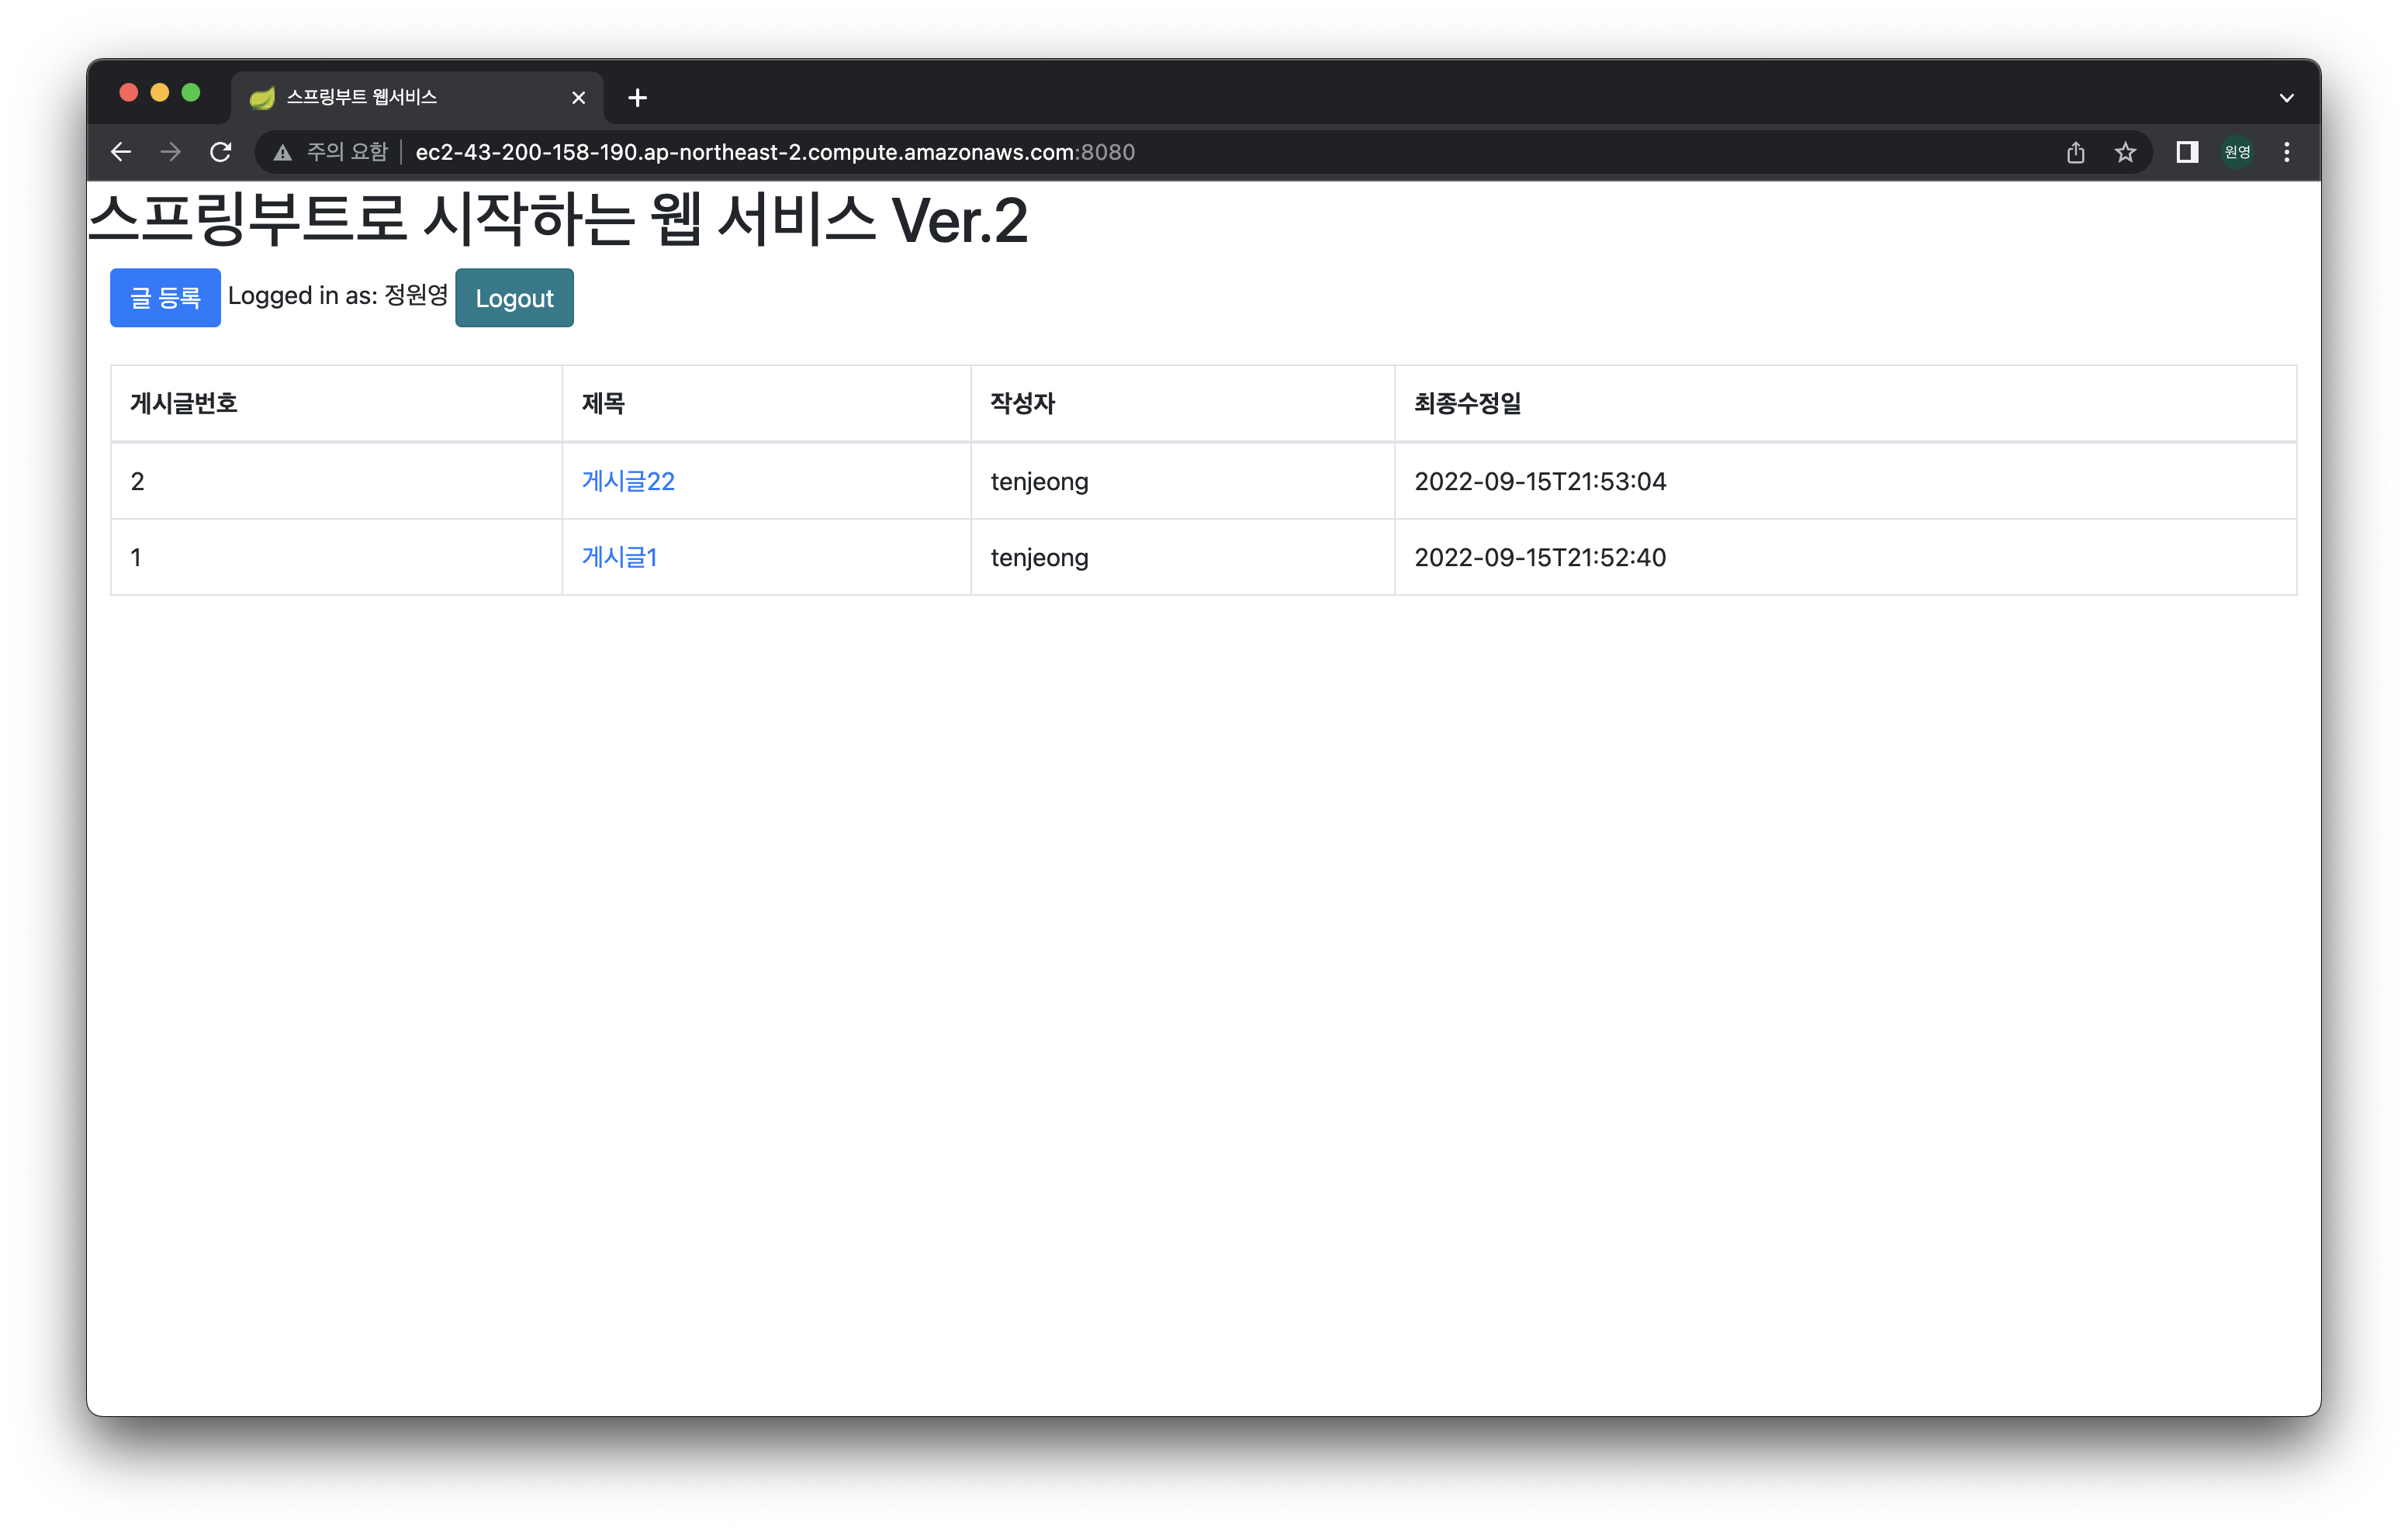 스프링부트 웹서비스
주의 요함 ec2-43-200-158-190.ap-northeast-2.compute.amazonaws.com:8080 원영
스프링부트로 시작하는 웹 서비스 Ver.2
글 등록 Logged in as: 정원영 Logout
게시글번호 제목 작성자 최종수정일
2 게시글22 tenjeong 2022-09-15T21:53:04
1 게시글1 tenjeong 2022-09-15T21:52:40